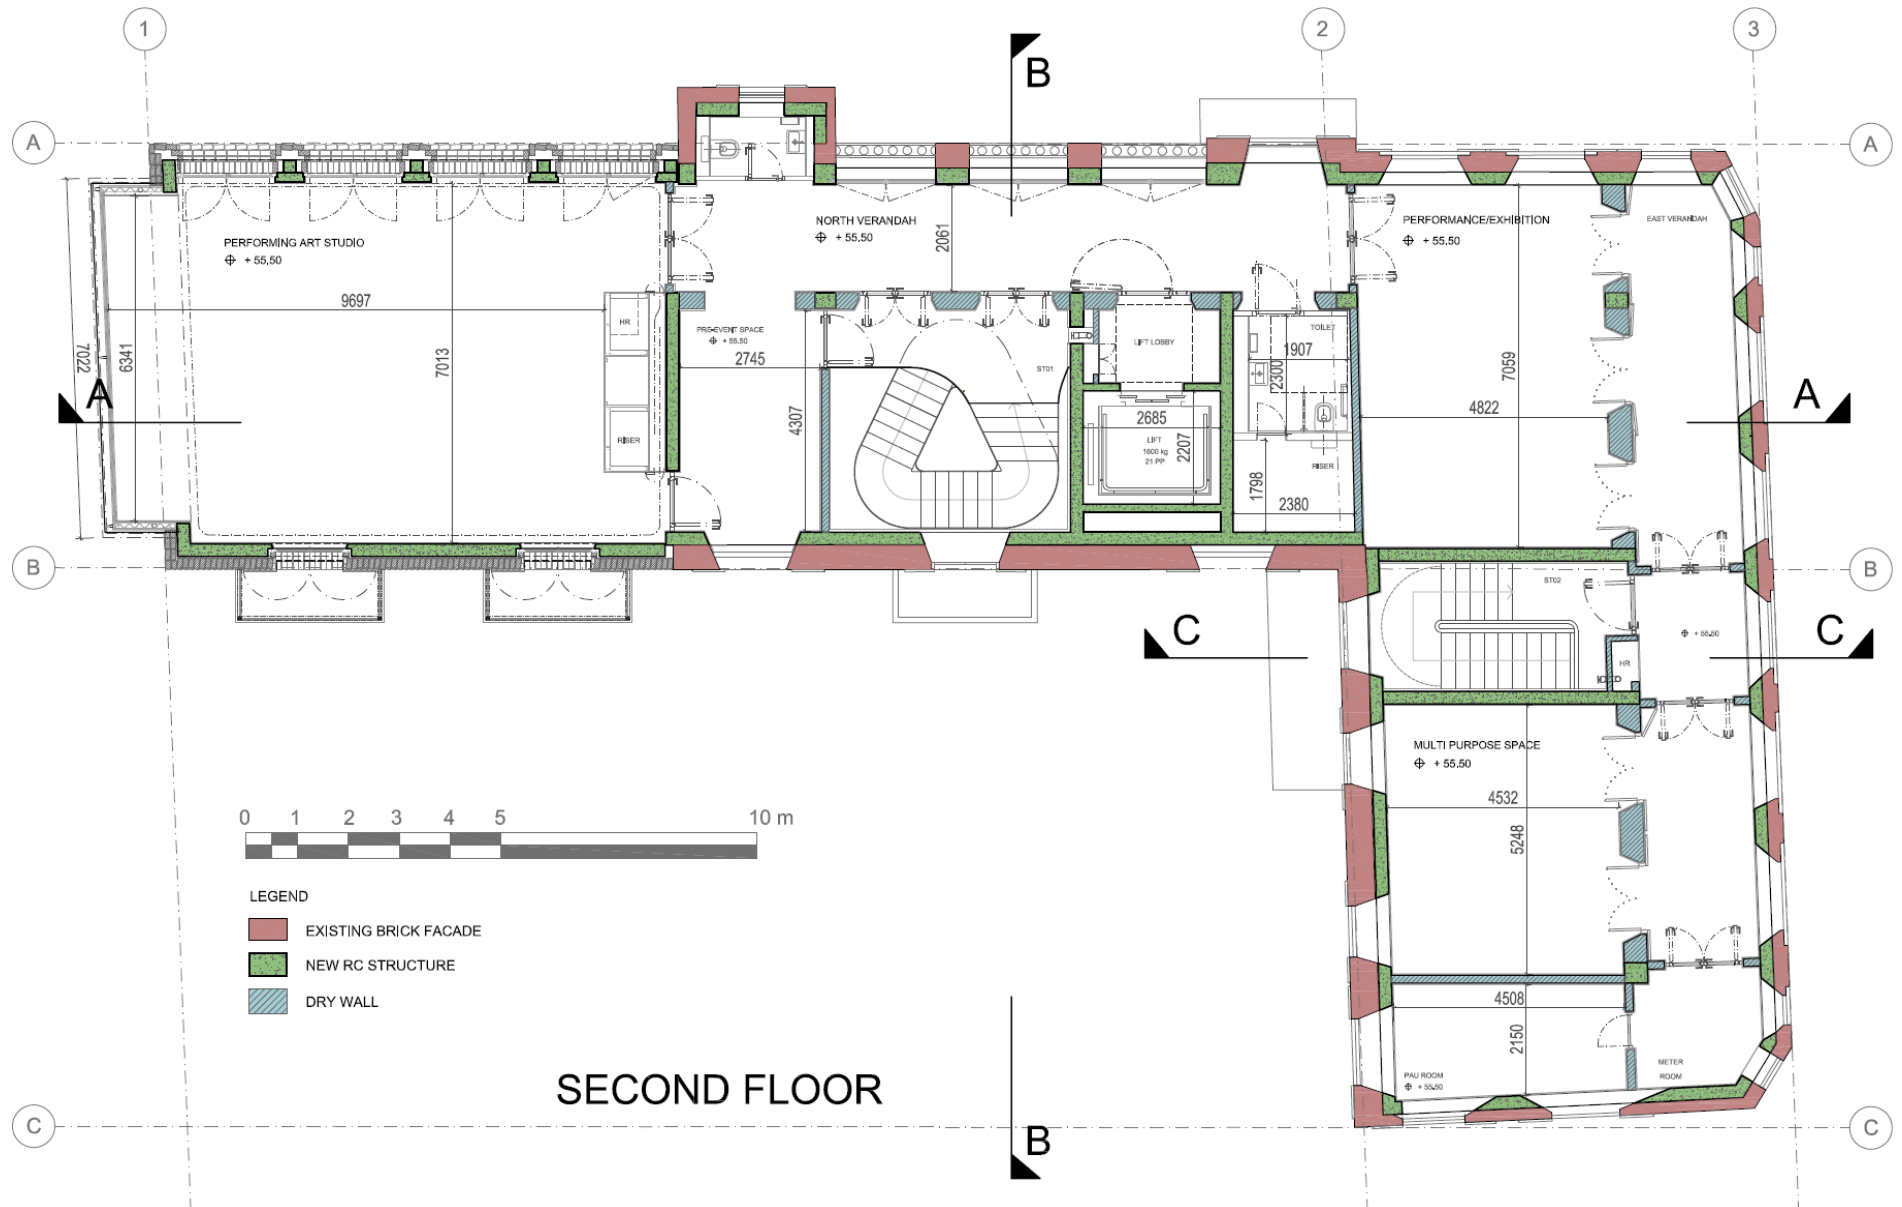 1
2
3
B
A
A
NORTH VERANDAH
+ 55.50
PERFORMANCE/EXHIBITION
+ 55.50
EAST VERANDAH
PERFORMING ART STUDIO
+ 55.50
2061
9697
HR
PRE-EVENT SPACE
+ 55.50
2745
TOILET
LIFT LOBBY
1907
7022
6341
7013
ST01
2300
7059
A
A
4822
4307
2685
LIFT
1600 kg
21 PP
2207
RISER
RISER
1798
2380
B
B
ST02
C
C
+ 55.50
HR
MULTI PURPOSE SPACE
+ 55.50
4532
5248
0 1 2 3 4 5 10 m
LEGEND
EXISTING BRICK FACADE
NEW RC STRUCTURE
DRY WALL
4508
2150
METER
ROOM
PAU ROOM
+ 55.50
SECOND FLOOR
C
B
C